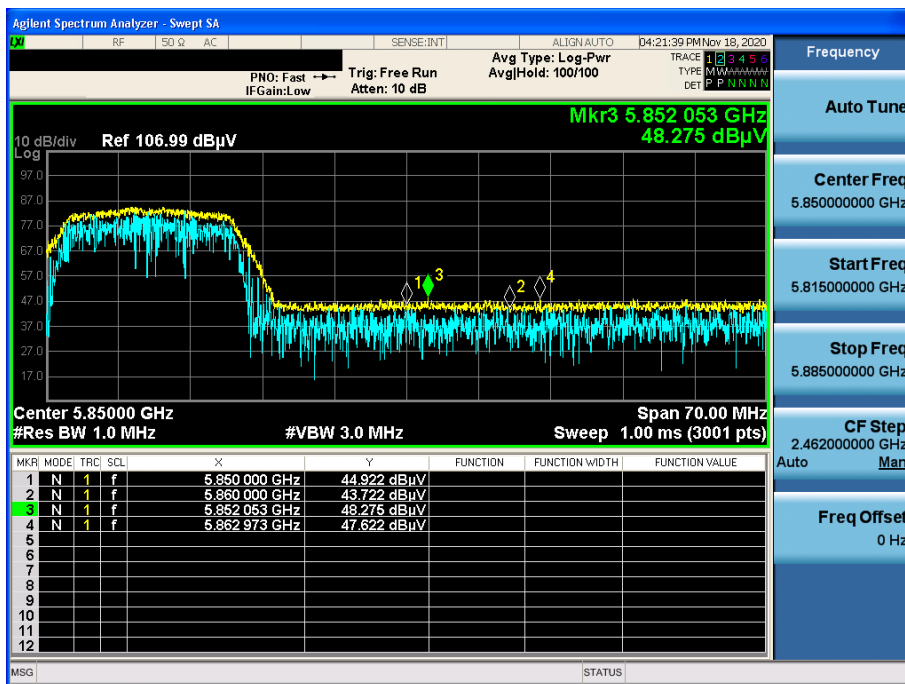 Agilent Spectrum Analyzer - Swept SA
LXI RF 50 Ω AC SENSE:INT ALIGN AUTO 04:21:39 PM Nov 18, 2020
PNO: Fast IFGain:Low
Trig: Free Run
Atten: 10 dB
Avg Type: Log-Pwr
Avg|Hold: 100/100
TRACE 1 2 3 4 5 6
TYPE M W
DET P P N N N N
Mkr3 5.852 053 GHz
48.275 dBµV
10 dB/div Ref 106.99 dBµV
Log
97.0
87.0
77.0
67.0
57.0
47.0
37.0
27.0
17.0
1
3
2
4
Center 5.85000 GHz Span 70.00 MHz
#Res BW 1.0 MHz #VBW 3.0 MHz Sweep 1.00 ms (3001 pts)
MKR MODE TRC SCL X Y FUNCTION FUNCTION WIDTH FUNCTION VALUE
1 N 1 f 5.850 000 GHz 44.922 dBµV
2 N 1 f 5.860 000 GHz 43.722 dBµV
3 N 1 f 5.852 053 GHz 48.275 dBµV
4 N 1 f 5.862 973 GHz 47.622 dBµV
5
6
7
8
9
10
11
12
MSG STATUS
Frequency
Auto Tune
Center Freq
5.850000000 GHz
Start Freq
5.815000000 GHz
Stop Freq
5.885000000 GHz
CF Step
2.462000000 GHz
Auto Man
Freq Offset
0 Hz